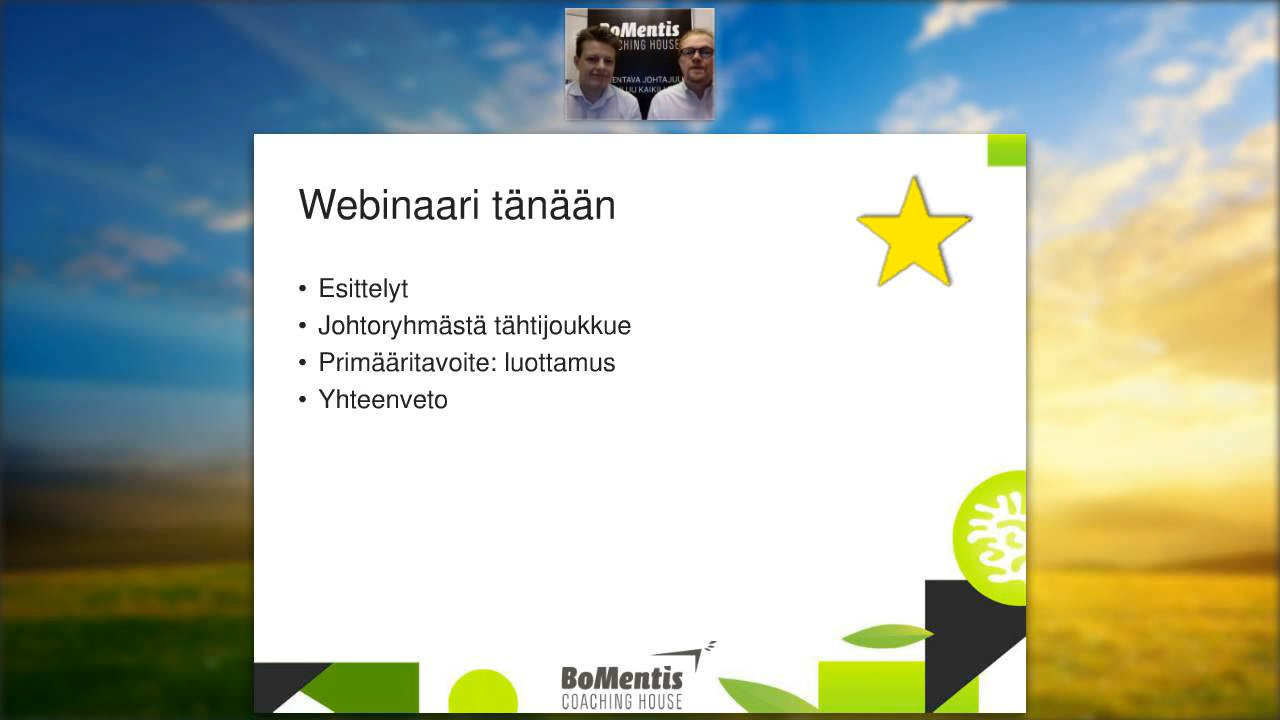 BoMentis
COACHING HOUSE
Webinaari tänään
• Esittelyt
• Johtoryhmästä tähtijoukkue
• Primääritavoite: luottamus
• Yhteenveto
BoMentis
COACHING HOUSE